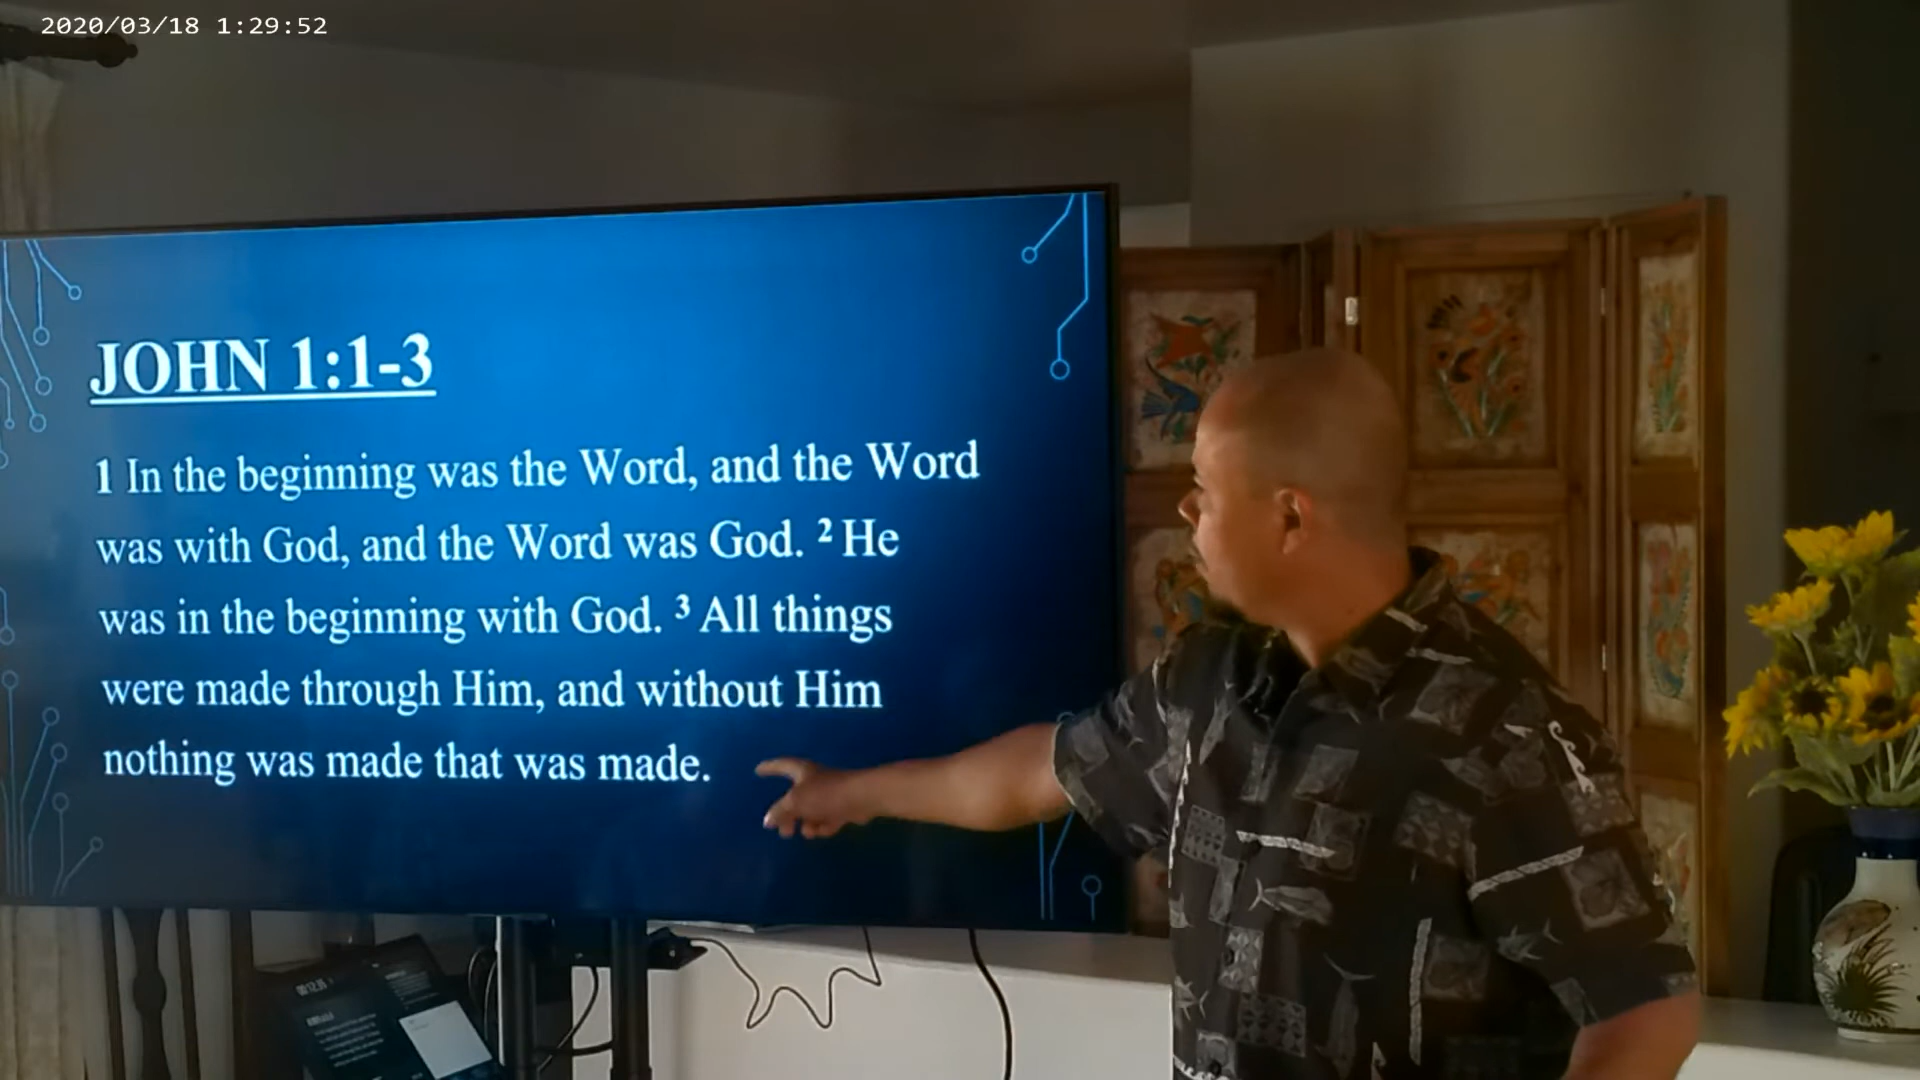 2020/03/18 1:29:52
JOHN 1:1-3
1 In the beginning was the Word, and the Word
was with God, and the Word was God. 2 He
was in the beginning with God. 3 All things
were made through Him, and without Him
nothing was made that was made.